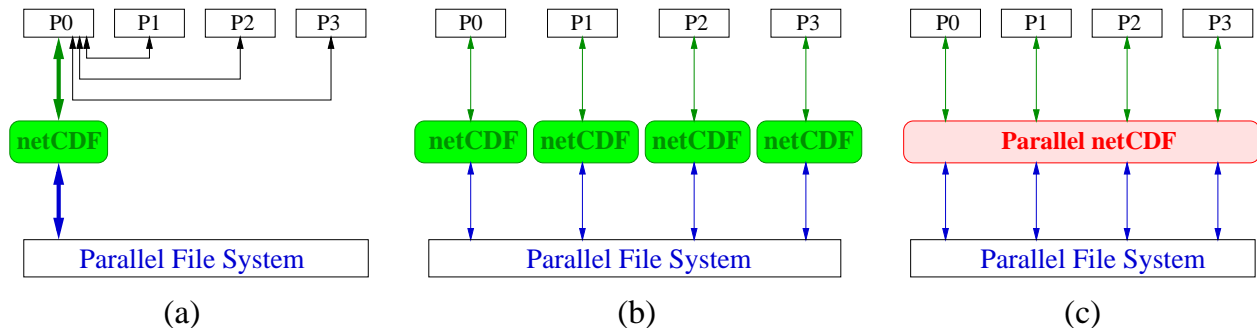 P0 P1 P2 P3 P0 P1 P2 P3 P0 P1 P2 P3
netCDF netCDF netCDF netCDF netCDF Parallel netCDF
Parallel File System Parallel File System Parallel File System
(a) (b) (c)